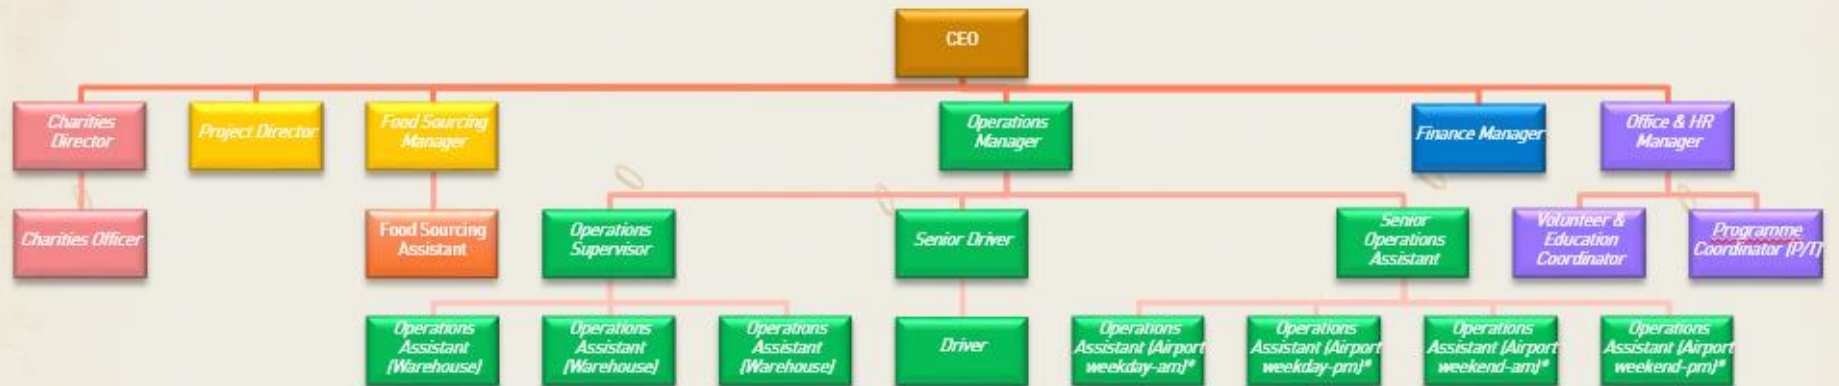 CEO
Charities
Director
Project Director
Food Sourcing
Manager
Operations
Manager
Finance Manager
Office & HR
Manager
Charities Officer
Food Sourcing
Assistant
Operations
Supervisor
Senior Driver
Senior
Operations
Assistant
Volunteer &
Education
Coordinator
Programme
Coordinator (P/T)
Operations
Assistant
(Warehouse)
Operations
Assistant
(Warehouse)
Operations
Assistant
(Warehouse)
Driver
Operations
Assistant (Airport
weekday-am)*
Operations
Assistant (Airport
weekday-pm)*
Operations
Assistant (Airport
weekend-am)*
Operations
Assistant (Airport
weekend-pm)*